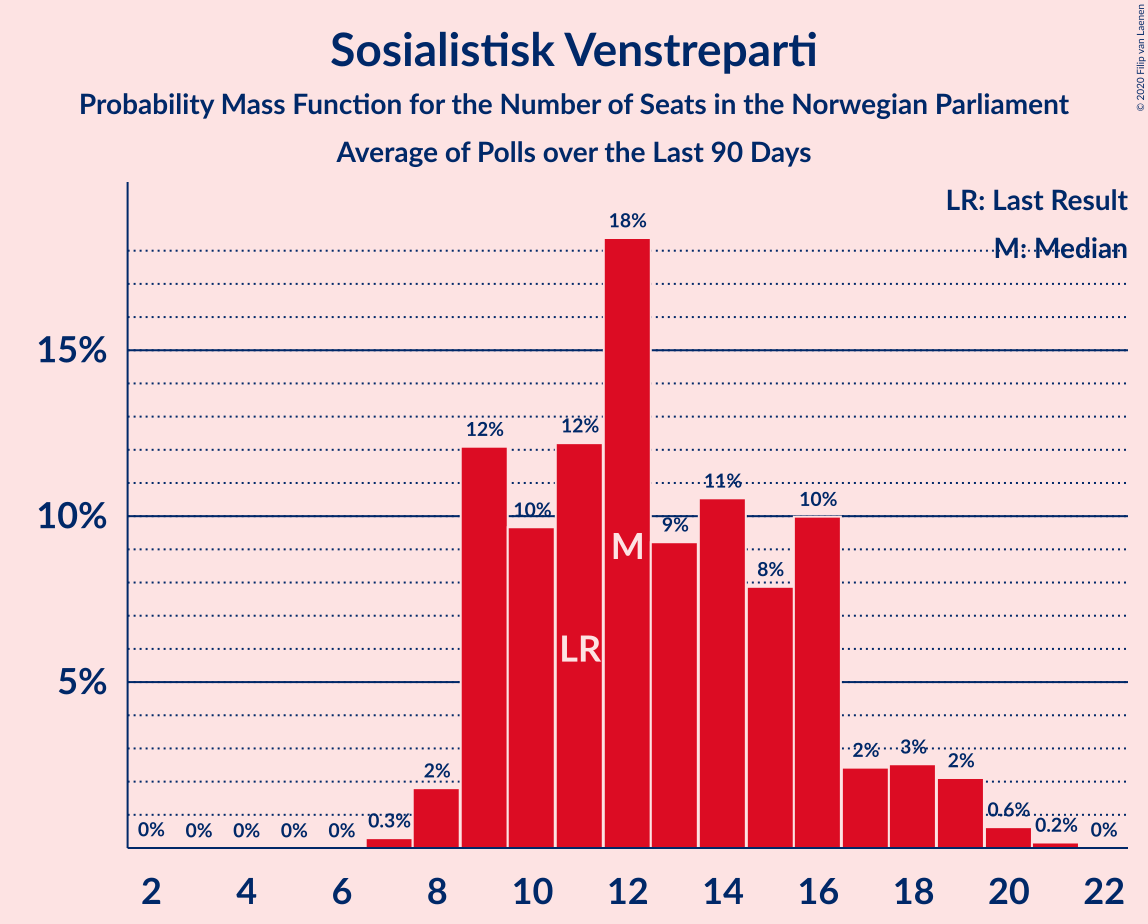 Sosialistisk Venstreparti
Probability Mass Function for the Number of Seats in the Norwegian Parliament
Average of Polls over the Last 90 Days
© 2020 Filip van Laenen
LR: Last Result
M: Median
15%
10%
5%
0%
0%
0%
0%
0%
0.3%
2%
12%
10%
12%
18%
9%
11%
8%
10%
2%
3%
2%
0.6%
0.2%
0%
M
LR
2 4 6 8 10 12 14 16 18 20 22